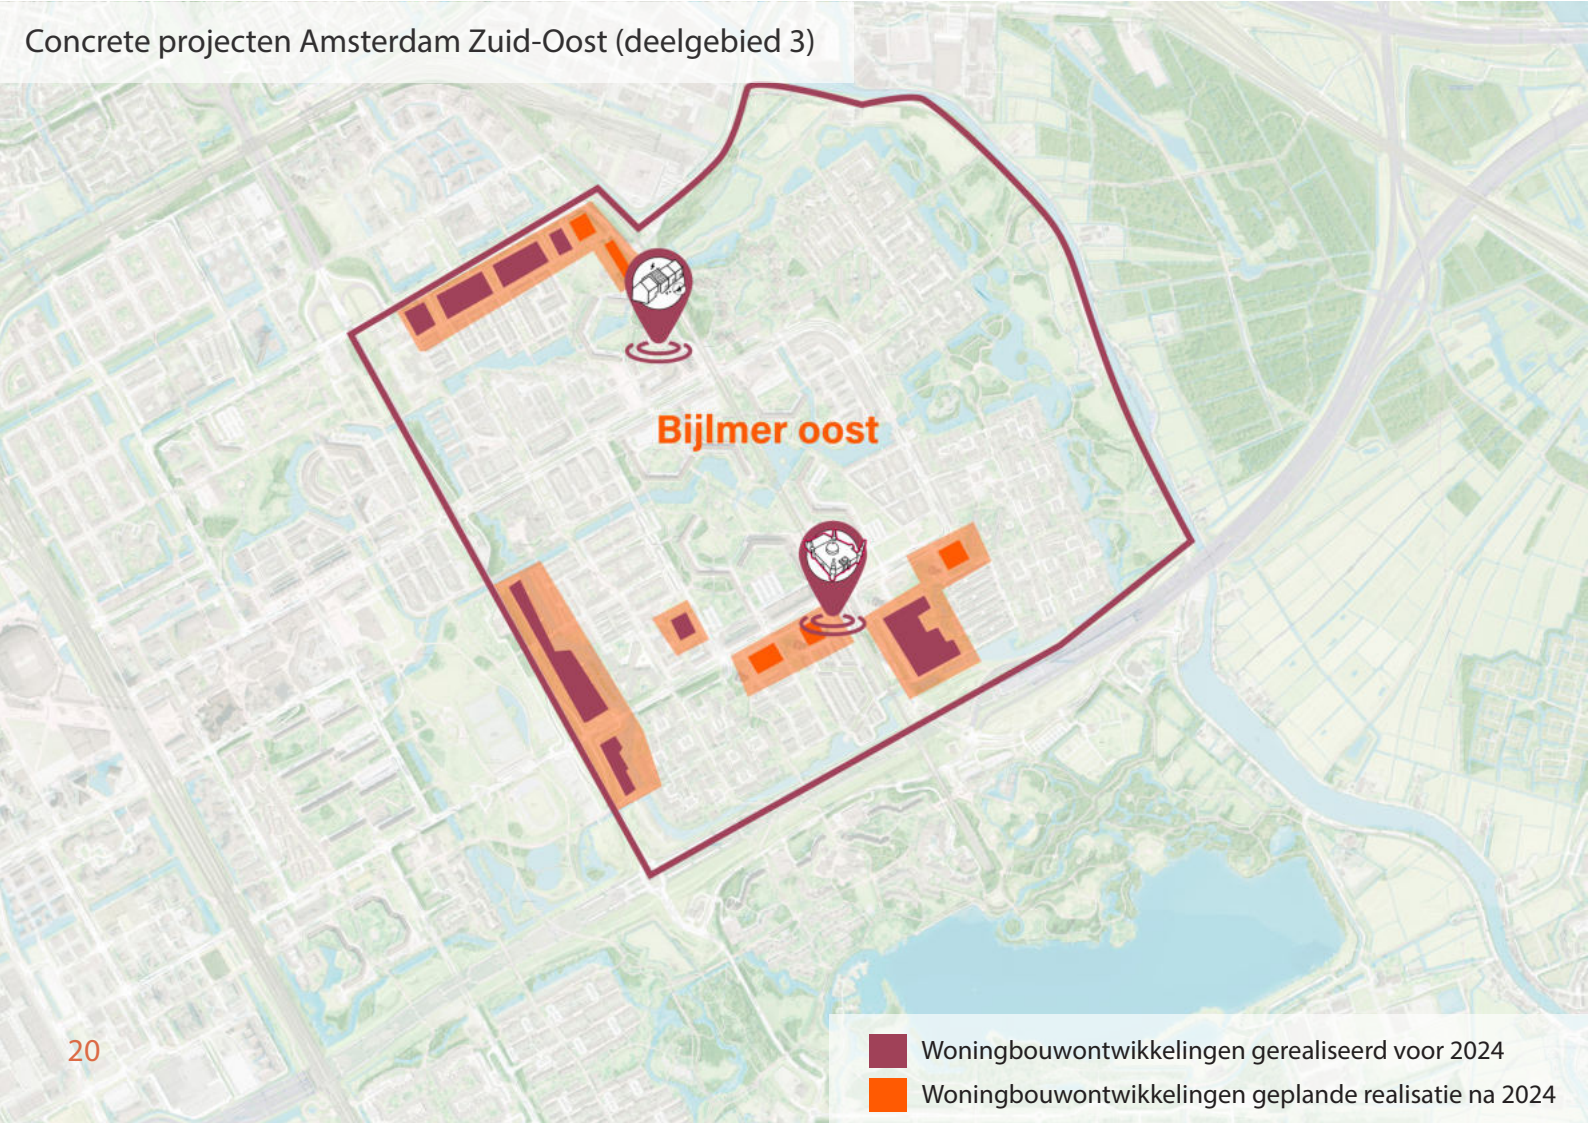 Concrete projecten Amsterdam Zuid-Oost (deelgebied 3)
Bijlmer oost
20
Woningbouwontwikkelingen gerealiseerd voor 2024
Woningbouwontwikkelingen geplande realisatie na 2024